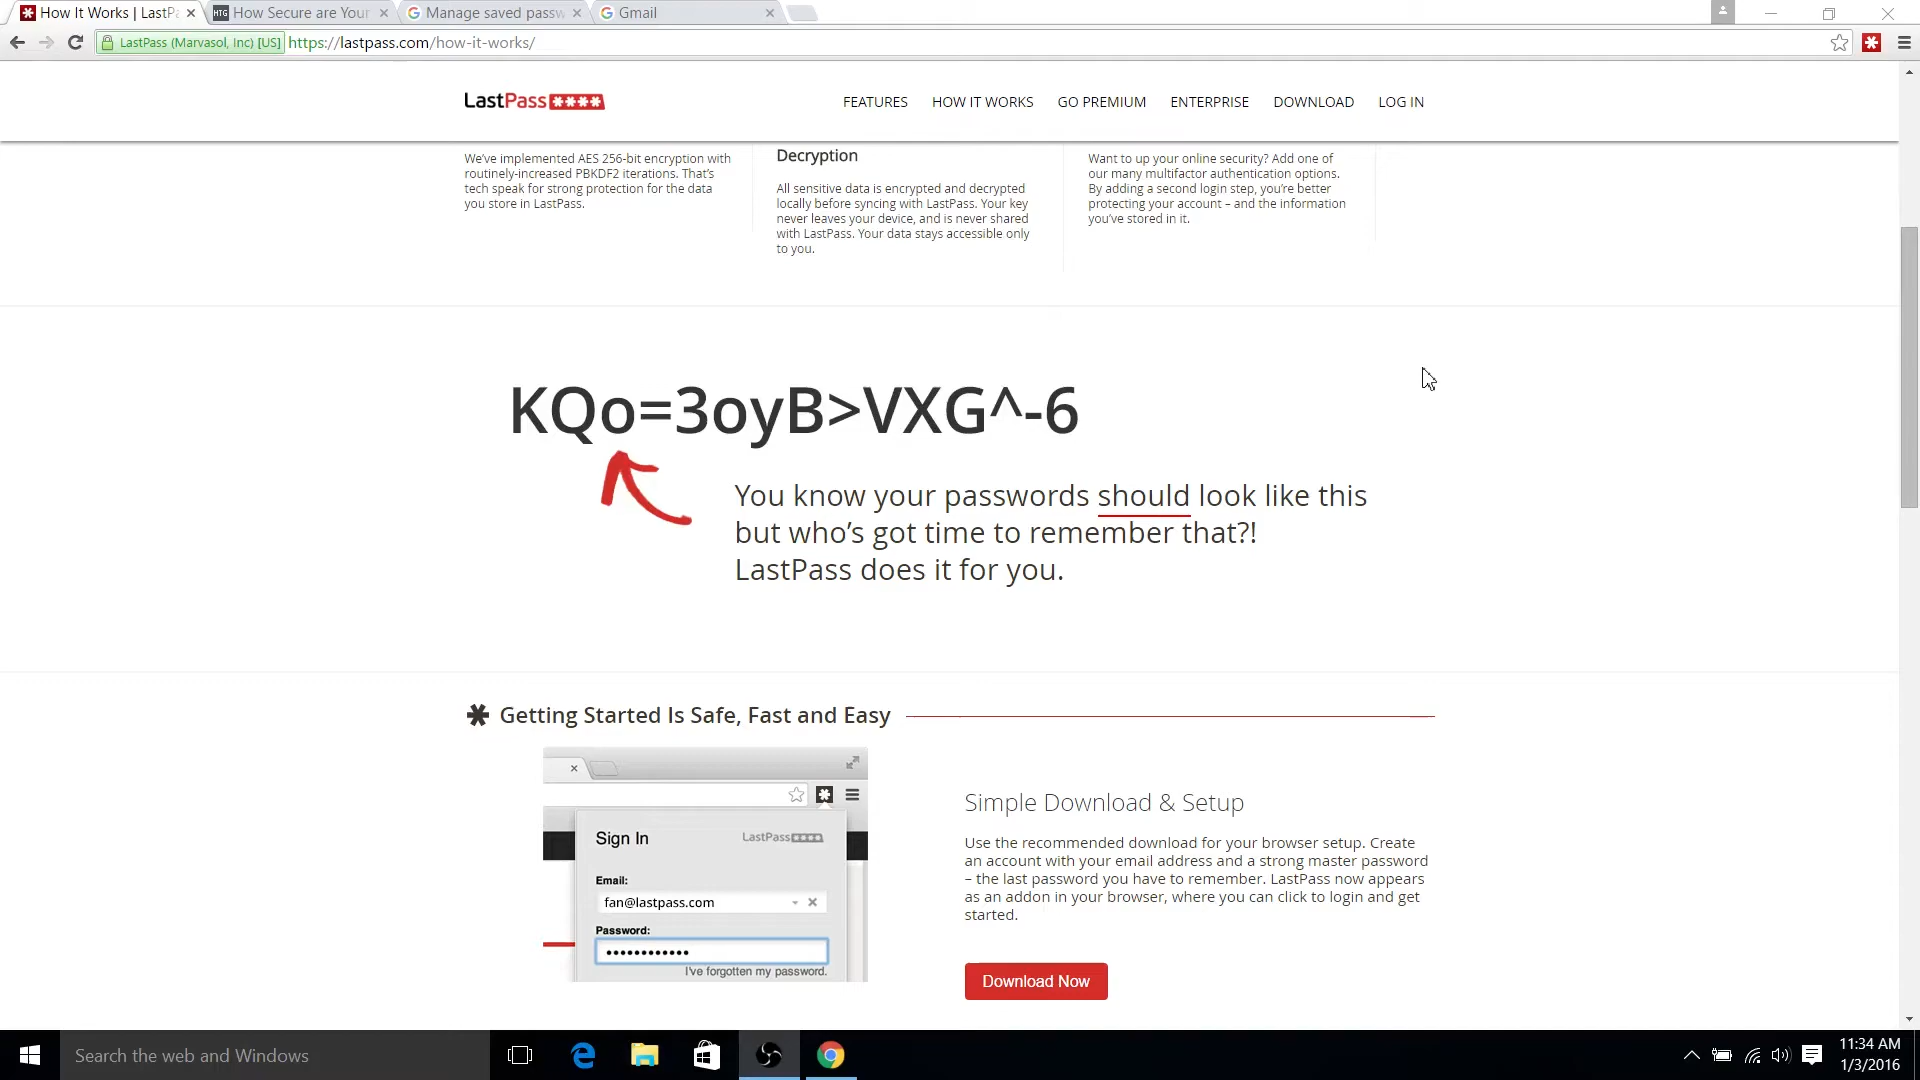 How It Works | LastPa
How Secure are Your
Manage saved passw
Gmail
LastPass (Marvasol, Inc) [US]
https://lastpass.com/how-it-works/
LastPass
FEATURES
HOW IT WORKS
GO PREMIUM
ENTERPRISE
DOWNLOAD
LOG IN
We've implemented AES 256-bit encryption with
routinely-increased PBKDF2 iterations. That's
tech speak for strong protection for the data
you store in LastPass.
Decryption
All sensitive data is encrypted and decrypted
locally before syncing with LastPass. Your key
never leaves your device, and is never shared
with LastPass. Your data stays accessible only
to you.
Want to up your online security? Add one of
our many multifactor authentication options.
By adding a second login step, you're better
protecting your account – and the information
you've stored in it.
KQo=3oyB>VXG^-6
You know your passwords should look like this
but who's got time to remember that?!
LastPass does it for you.
Getting Started Is Safe, Fast and Easy
Sign In
LastPass
Email:
fan@lastpass.com
Password:
I've forgotten my password.
Simple Download & Setup
Use the recommended download for your browser setup. Create
an account with your email address and a strong master password
– the last password you have to remember. LastPass now appears
as an addon in your browser, where you can click to login and get
started.
Download Now
Search the web and Windows
11:34 AM
1/3/2016